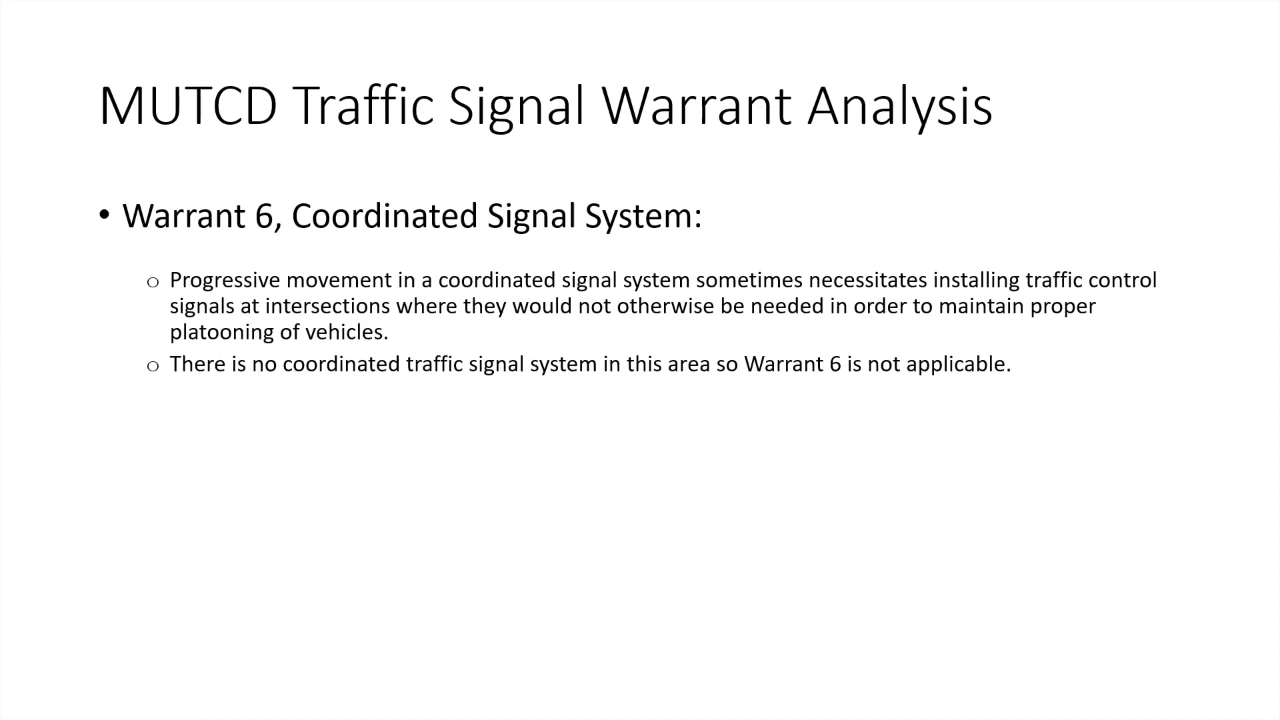 MUTCD Traffic Signal Warrant Analysis
• Warrant 6, Coordinated Signal System:
o Progressive movement in a coordinated signal system sometimes necessitates installing traffic control
signals at intersections where they would not otherwise be needed in order to maintain proper
platooning of vehicles.
o There is no coordinated traffic signal system in this area so Warrant 6 is not applicable.